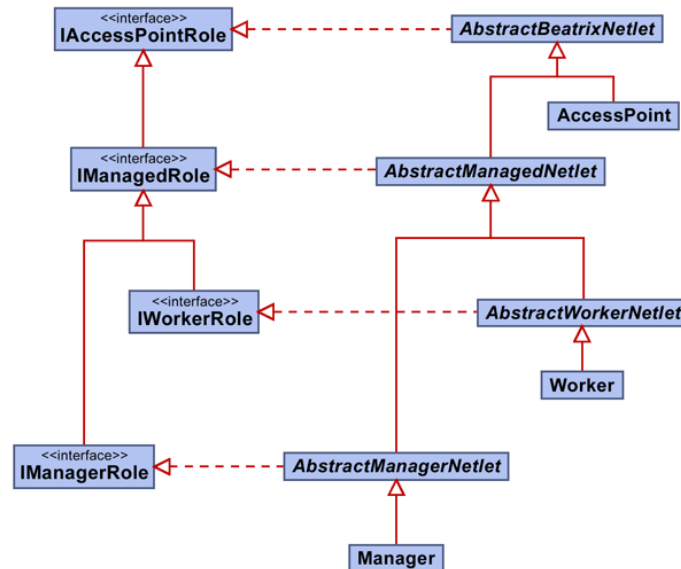 <<interface>>
IAccessPointRole
AbstractBeatrixNetlet
AccessPoint
<<interface>>
IManagedRole
AbstractManagedNetlet
<<interface>>
IWorkerRole
AbstractWorkerNetlet
Worker
<<interface>>
IManagerRole
AbstractManagerNetlet
Manager